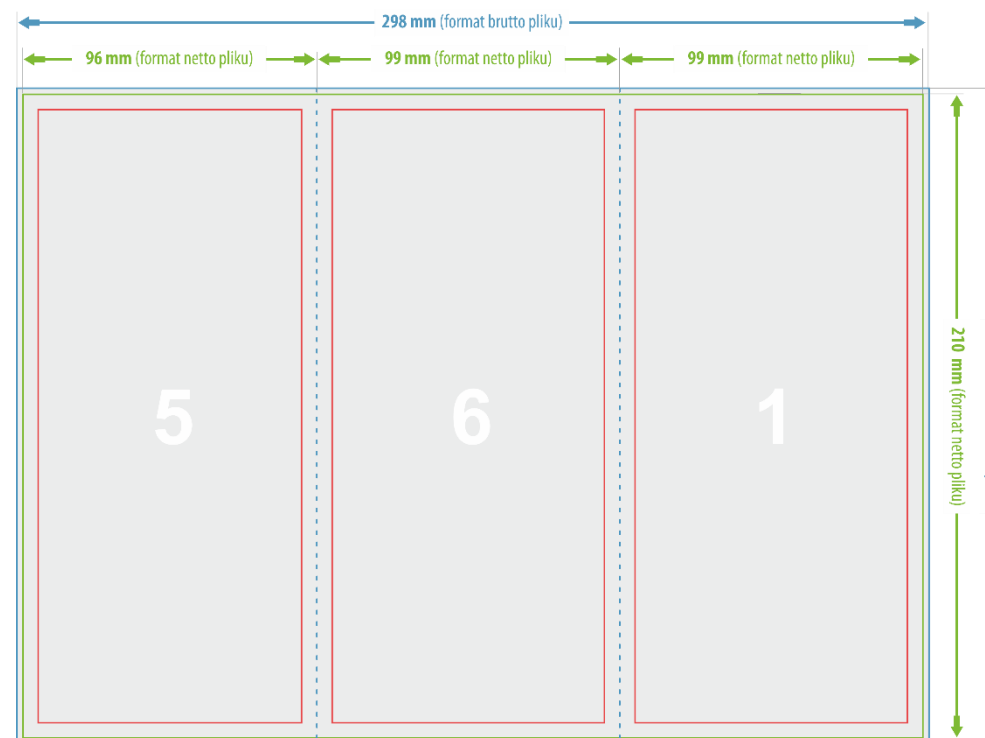 298 mm (format brutto pliku)
96 mm (format netto pliku)
99 mm (format netto pliku)
99 mm (format netto pliku)
210 mm (format netto pliku)
5
6
1